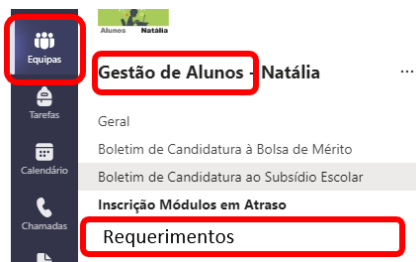 Alunos Natália
Equipas
Gestão de Alunos - Natália ...
Tarefas
Geral
Boletim de Candidatura à Bolsa de Mérito
Calendário
Boletim de Candidatura ao Subsídio Escolar
Inscrição Módulos em Atraso
Chamadas
Requerimentos